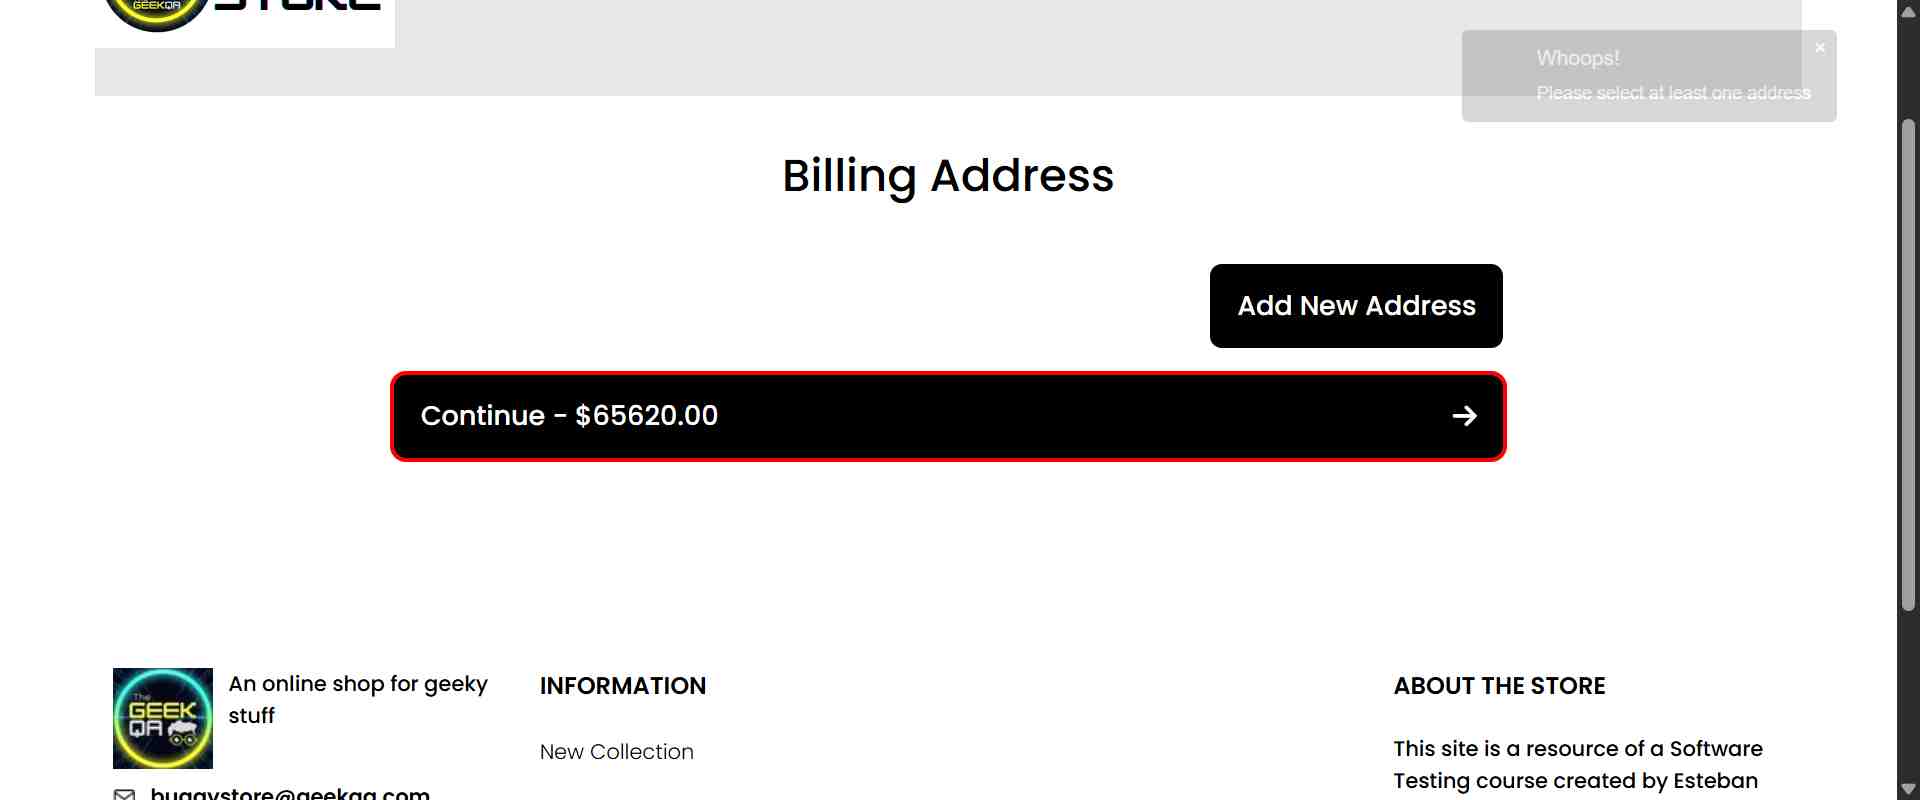 GEEKQA
STORE
Whoops!
×
Please select at least one address
Billing Address
Add New Address
Continue - $65620.00
An online shop for geeky
stuff
The
GEEK
QA
buggystore@geekqa.com
INFORMATION
New Collection
ABOUT THE STORE
This site is a resource of a Software
Testing course created by Esteban